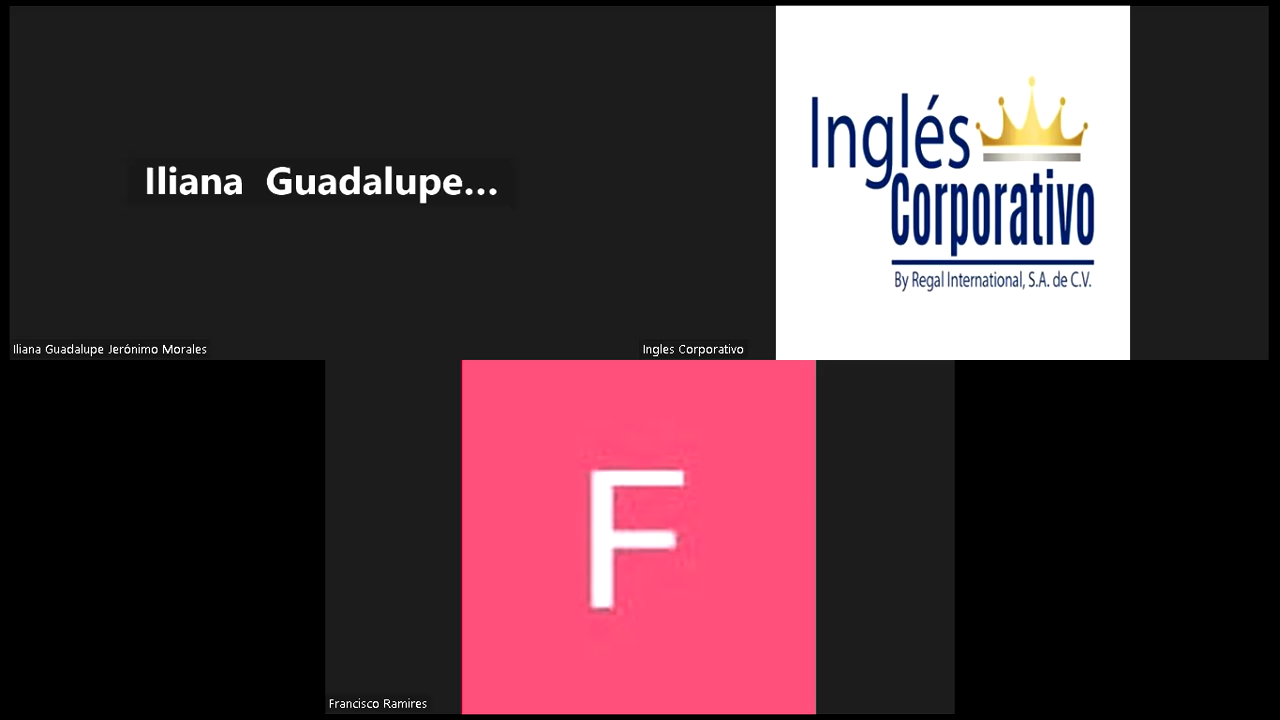 Iliana Guadalupe...
Iliana Guadalupe Jerónimo Morales
Inglés
Corporativo
By Regal International, S.A. de C.V.
Ingles Corporativo
F
Francisco Ramires